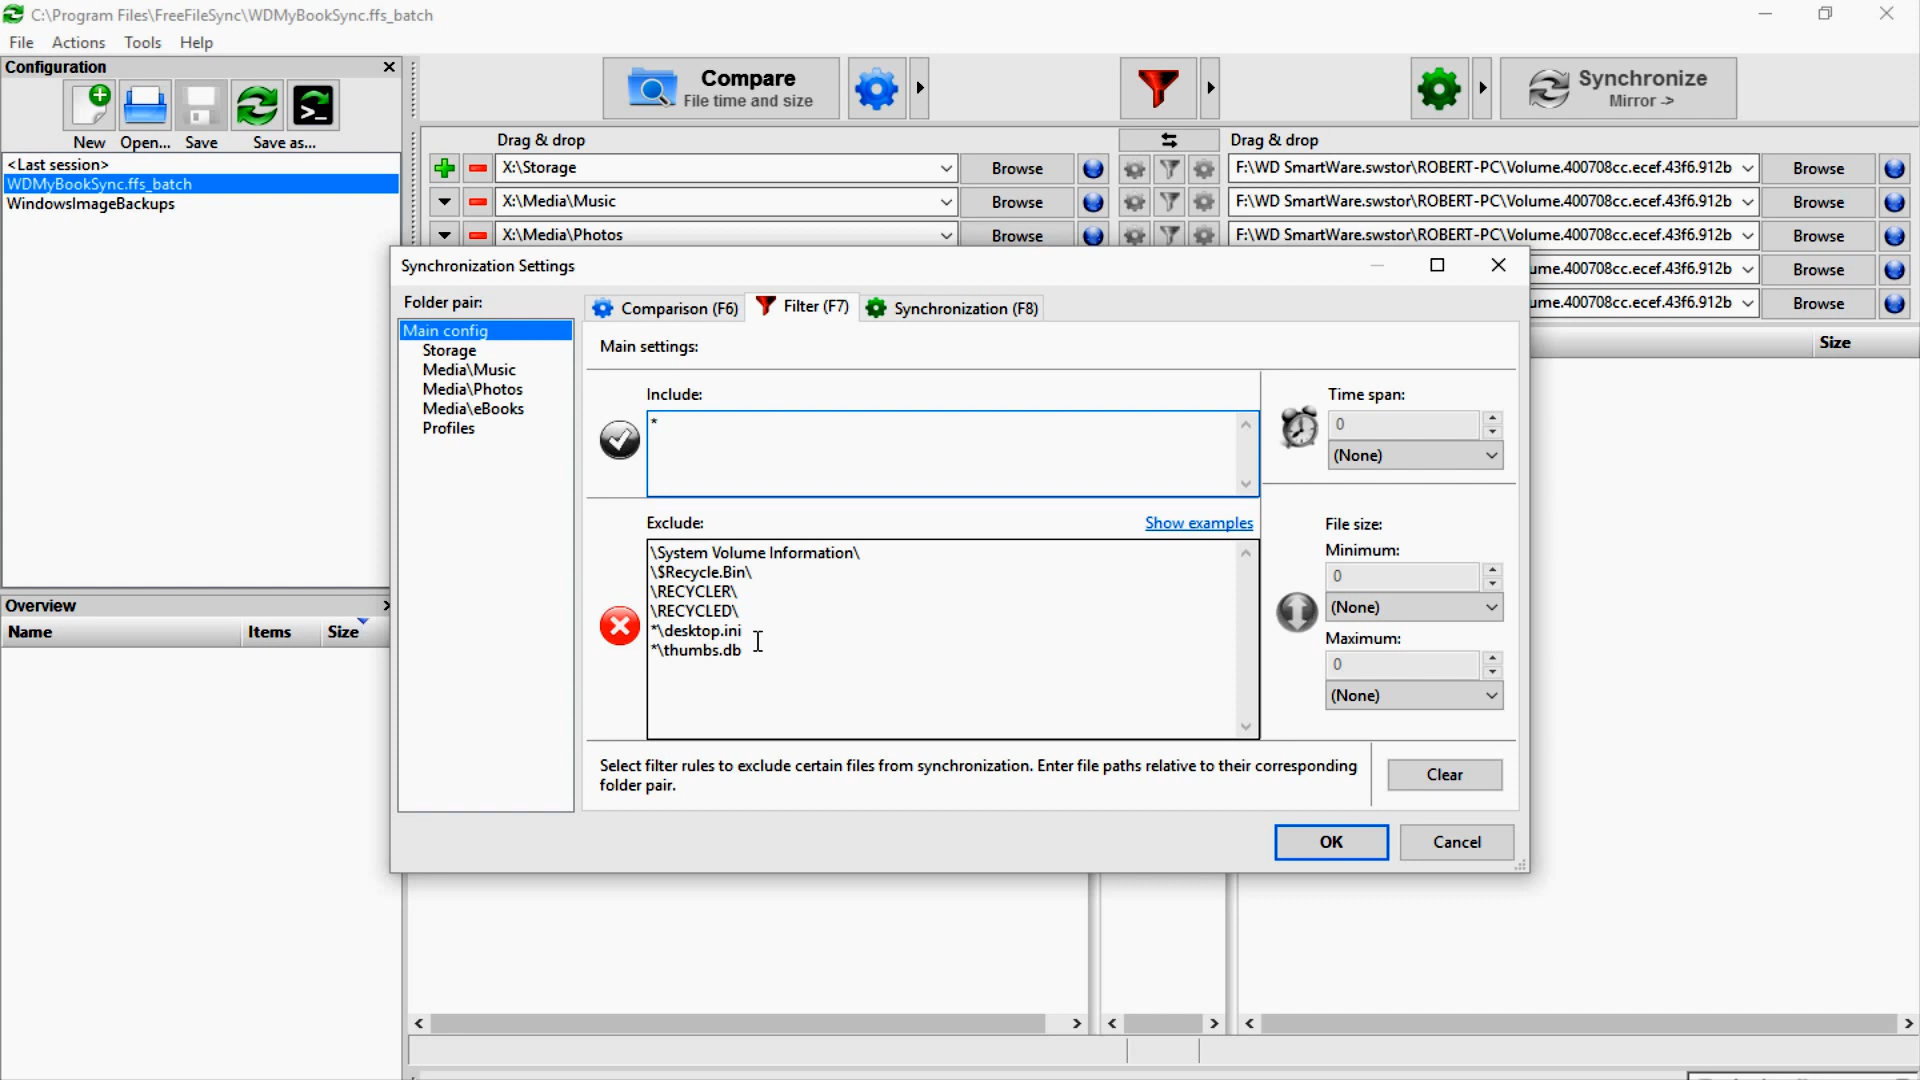 C:\Program Files\FreeFileSync\WDMyBookSync.ffs_batch
File Actions Tools Help
Configuration
New Open... Save Save as...
<Last session>
WDMyBookSync.ffs_batch
WindowsImageBackups
Compare
File time and size
Synchronize
Mirror ->
Drag & drop
Drag & drop
X:\Storage Browse F:\WD SmartWare.swstor\ROBERT-PC\Volume.400708cc.ecef.43f6.912b Browse
X:\Media\Music Browse F:\WD SmartWare.swstor\ROBERT-PC\Volume.400708cc.ecef.43f6.912b Browse
X:\Media\Photos Browse F:\WD SmartWare.swstor\ROBERT-PC\Volume.400708cc.ecef.43f6.912b Browse
ume.400708cc.ecef.43f6.912b Browse
ume.400708cc.ecef.43f6.912b Browse
Size
Synchronization Settings
Folder pair:
Main config
Storage
Media\Music
Media\Photos
Media\eBooks
Profiles
Comparison (F6) Filter (F7) Synchronization (F8)
Main settings:
Include:
*
Time span:
0
(None)
Exclude: Show examples
\System Volume Information\
\$Recycle.Bin\
\RECYCLER\
\RECYCLED\
*\desktop.ini
*\thumbs.db
File size:
Minimum:
0
(None)
Maximum:
0
(None)
Select filter rules to exclude certain files from synchronization. Enter file paths relative to their corresponding
folder pair.
Clear
OK Cancel
Overview
Name Items Size